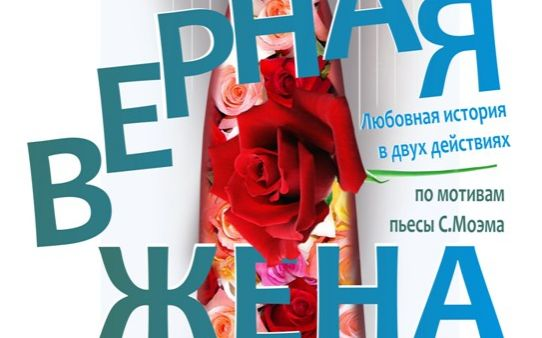 ВЕРНАЯ
ЖЕНА
Любовная история
в двух действиях
по мотивам
пьесы С.Моэма